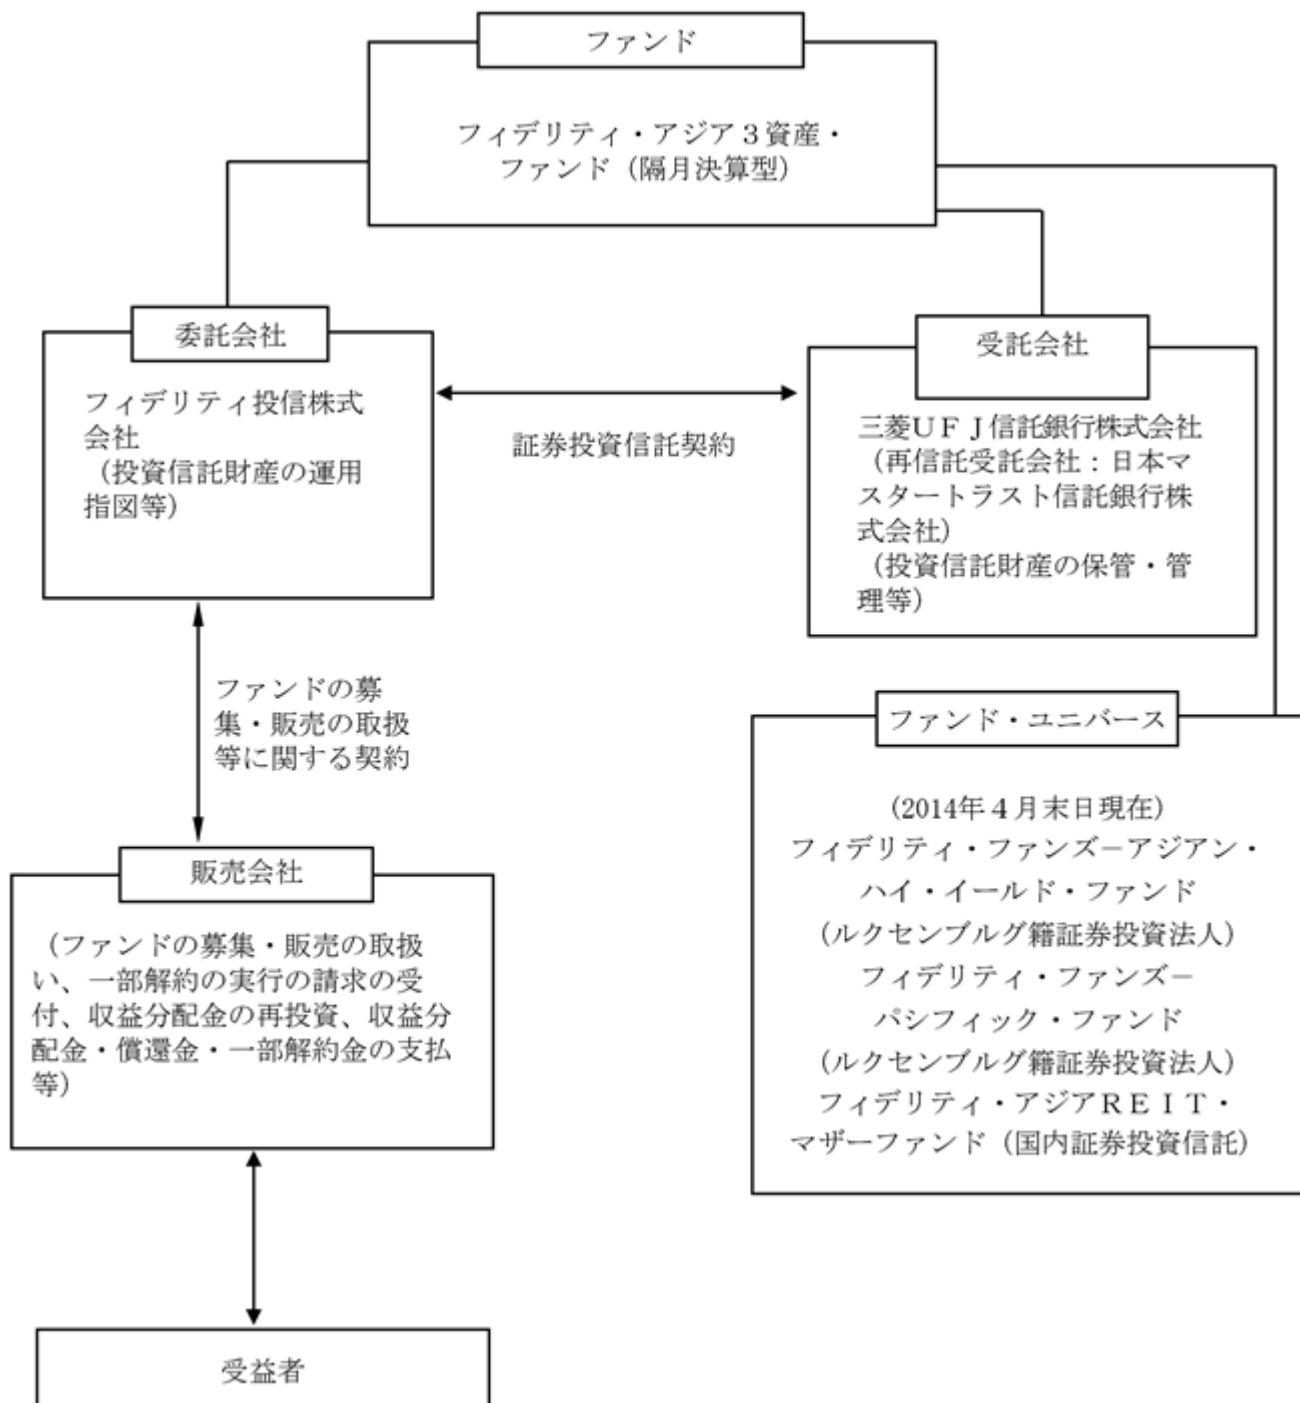 ファンド
フィデリティ・アジア３資産・
ファンド（隔月決算型）
委託会社
フィデリティ投信株式
会社
（投資信託財産の運用
指図等）
証券投資信託契約
受託会社
三菱ＵＦＪ信託銀行株式会社
（再信託受託会社：日本マ
スタートラスト信託銀行株
式会社）
（投資信託財産の保管・管
理等）
ファンドの募
集・販売の取扱
等に関する契約
ファンド・ユニバース
（2014年４月末日現在）
フィデリティ・ファンズ－アジアン・
ハイ・イールド・ファンド
（ルクセンブルグ籍証券投資法人）
フィデリティ・ファンズ－
パシフィック・ファンド
（ルクセンブルグ籍証券投資法人）
フィデリティ・アジアＲＥＩＴ・
マザーファンド（国内証券投資信託）
販売会社
（ファンドの募集・販売の取扱
い、一部解約の実行の請求の受
付、収益分配金の再投資、収益分
配金・償還金・一部解約金の支払
等）
受益者